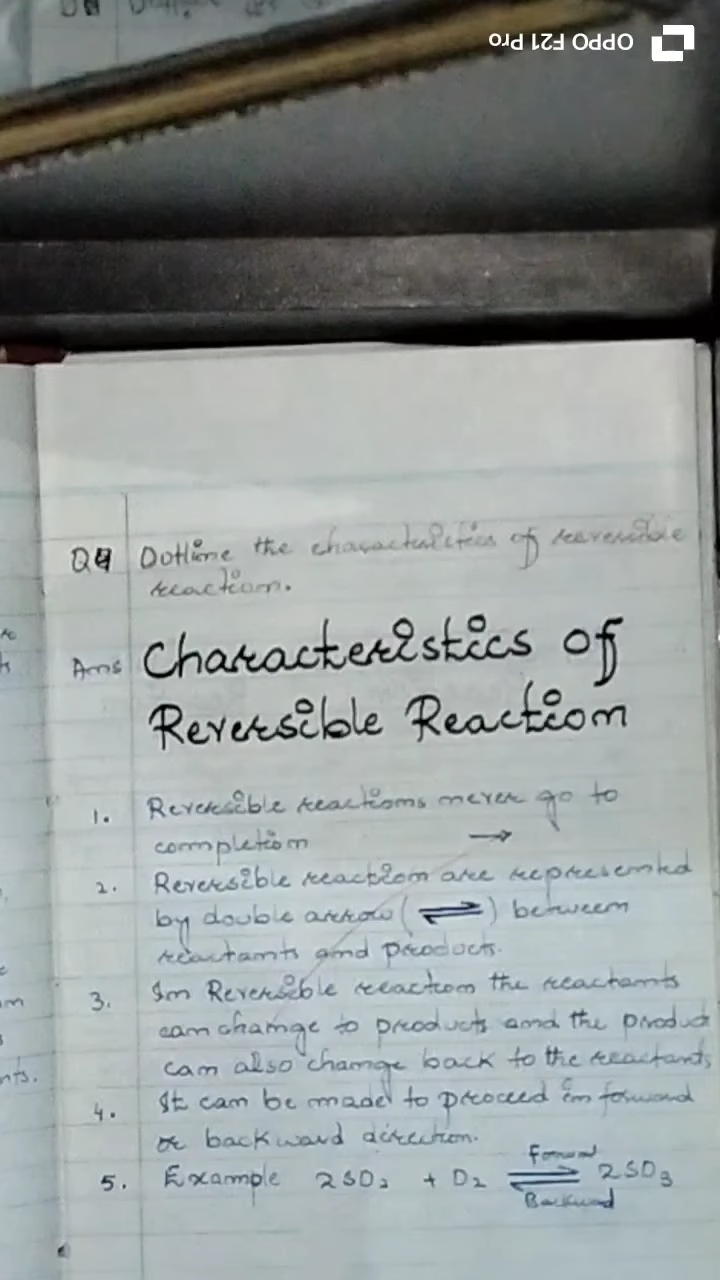 OPPO F21 Pro
Q4 Outline the characteristics of reversible
reaction.
Ans Characteristics of
Reversible Reaction
1. Reversible reactions never go to
completion →
2. Reversible reaction are represented
by double arrow (⇌) between
reactants and products.
3. In Reversible reaction the reactants
can change to products and the product
can also change back to the reactants
4. It can be made to proceed in forward
or backward direction.
Forward
5. Example 2SO₂ + O₂ ⇌ 2SO₃
Backward
nts.